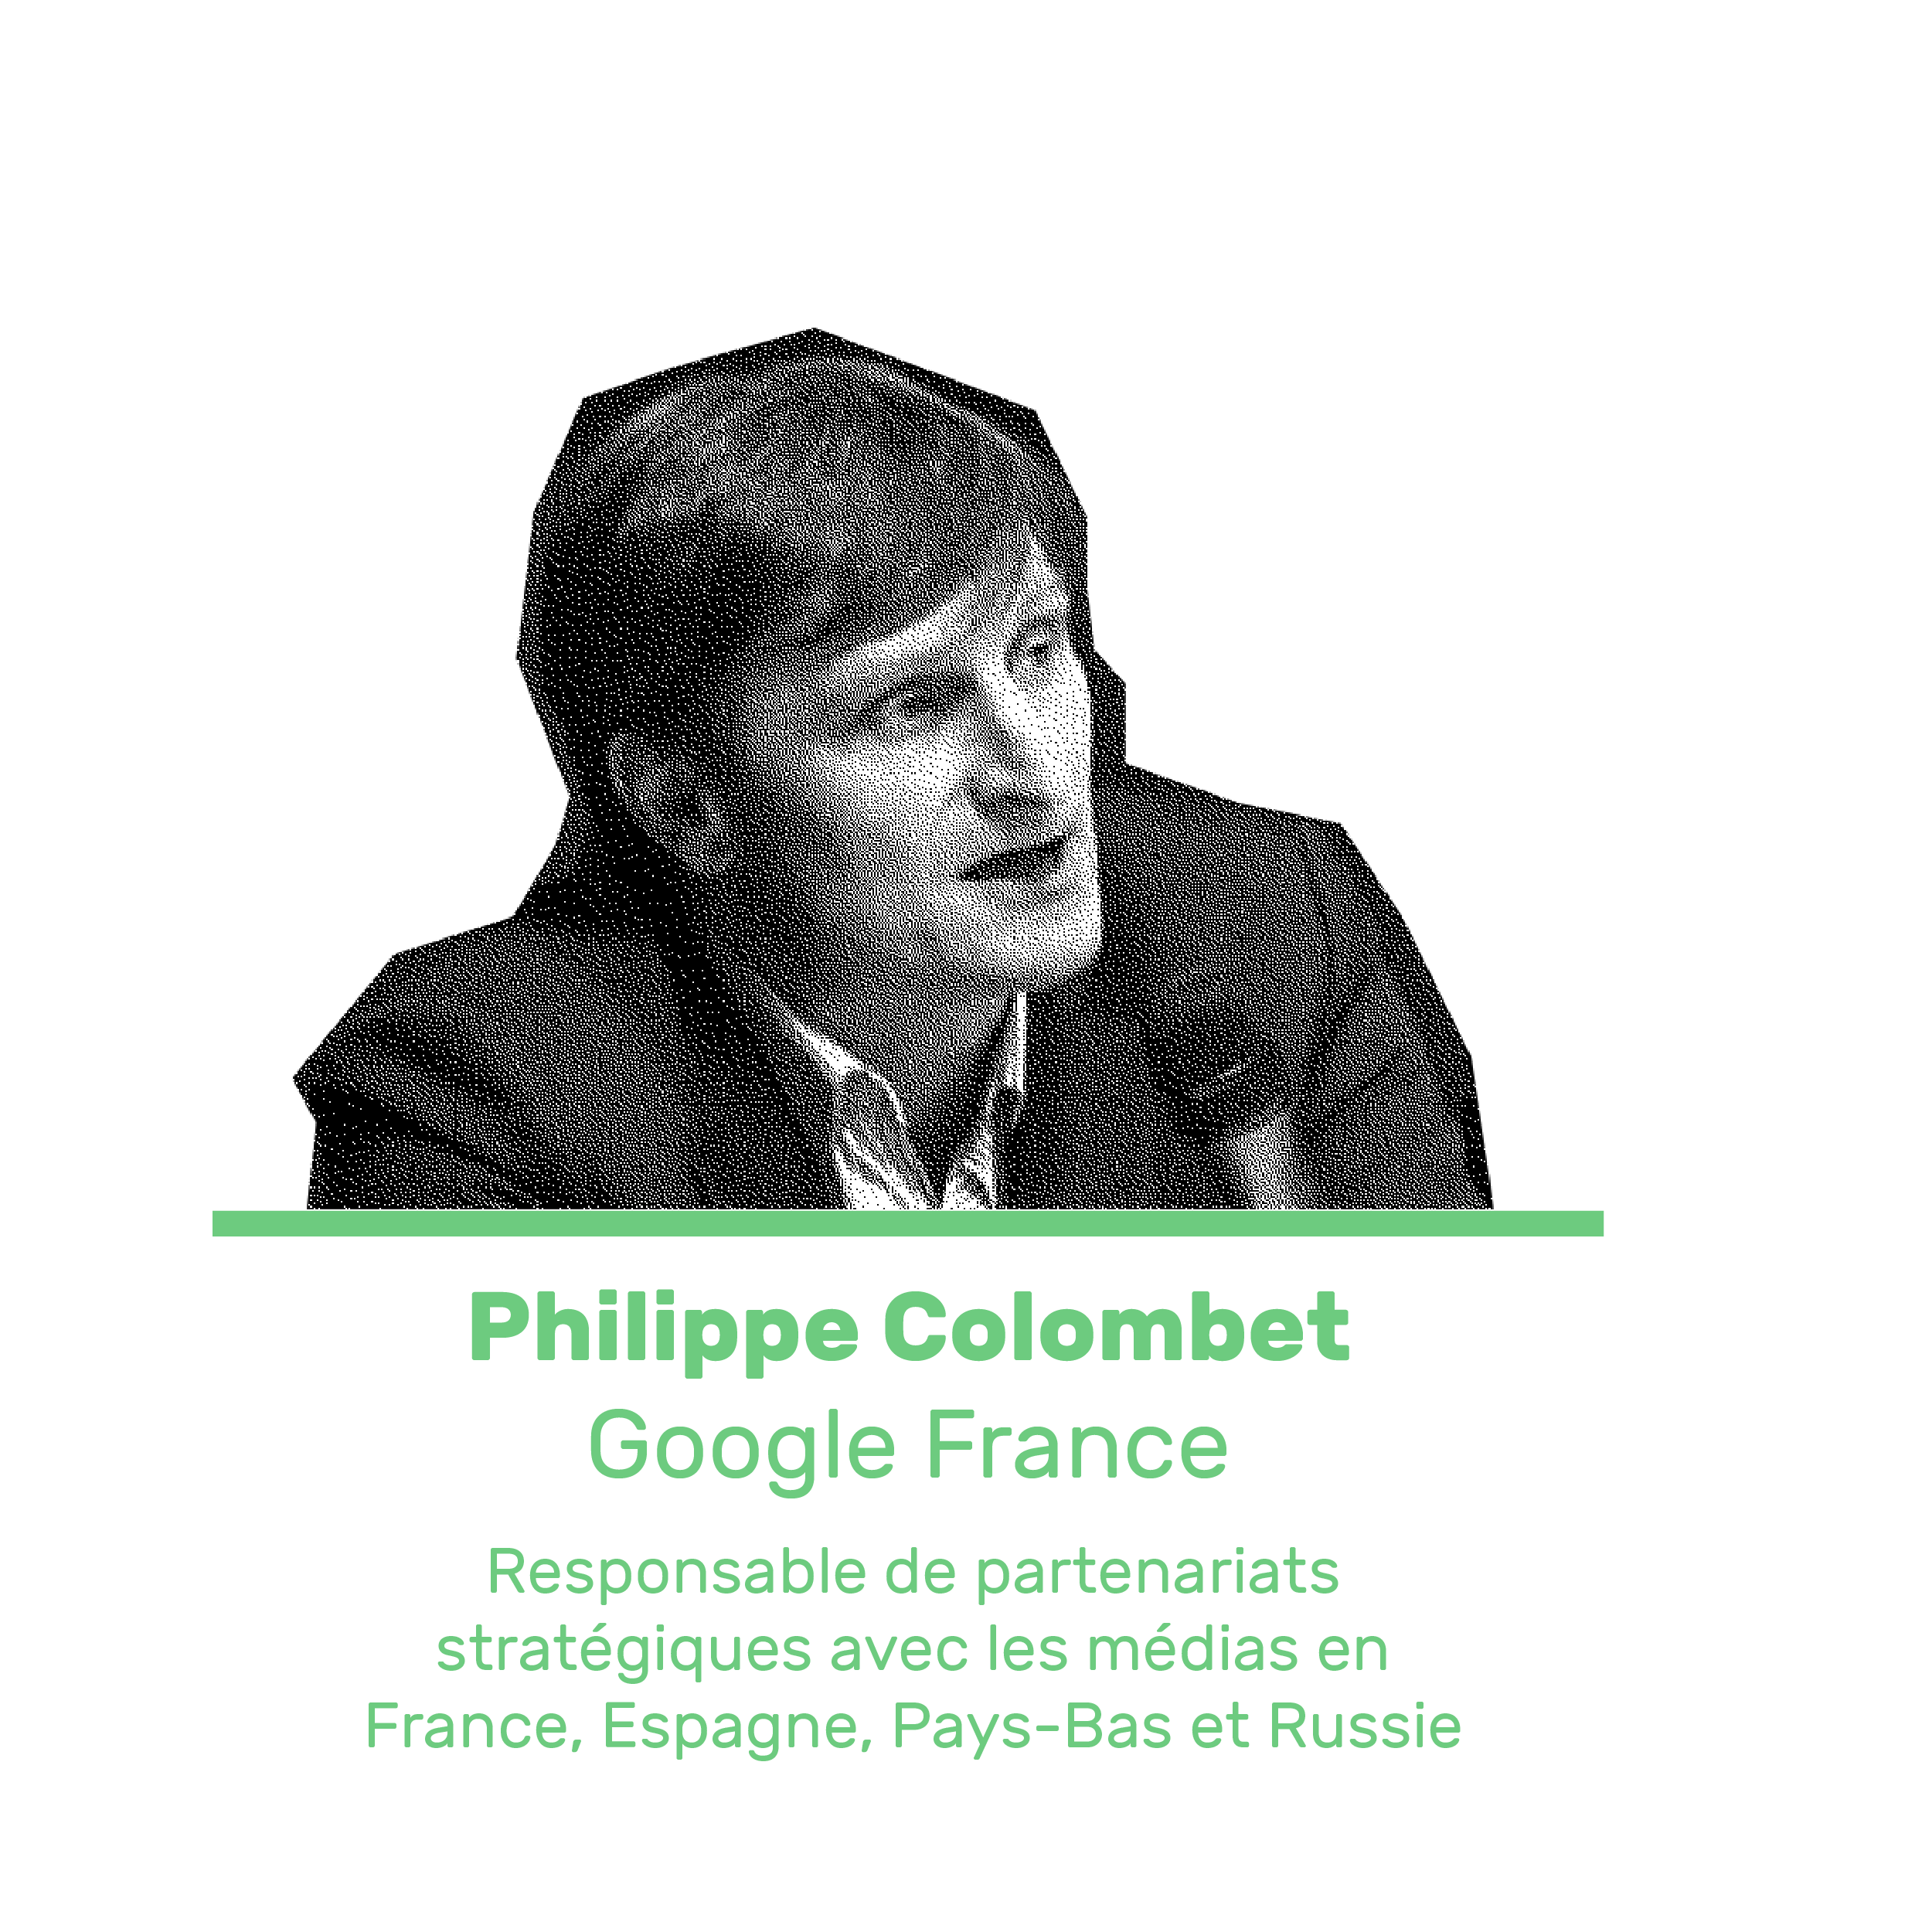 Philippe Colombet
Google France
Responsable de partenariats
stratégiques avec les médias en
France, Espagne, Pays-Bas et Russie